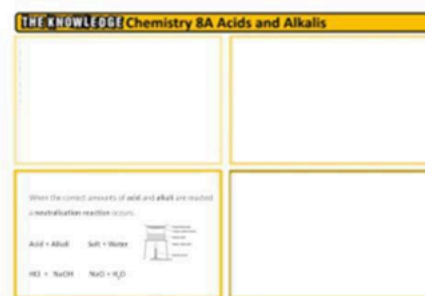 THE KNOWLEDGE Chemistry 8A Acids and Alkalis
When the correct amounts of acid and alkali are reacted
a neutralisation reaction occurs.
Acid + Alkali Salt + Water
HCl + NaOH NaCl + H₂O